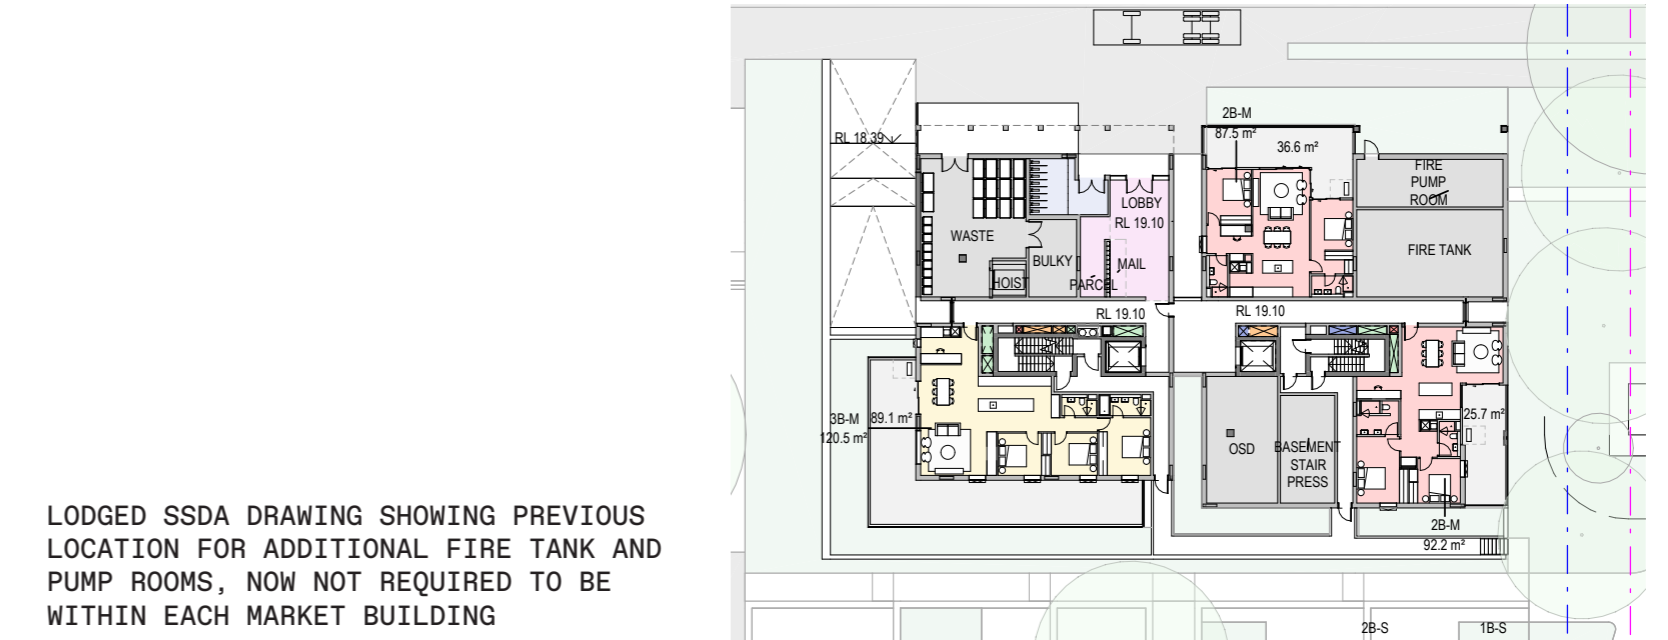 LODGED SSDA DRAWING SHOWING PREVIOUS
LOCATION FOR ADDITIONAL FIRE TANK AND
PUMP ROOMS, NOW NOT REQUIRED TO BE
WITHIN EACH MARKET BUILDING
RL 18.39
2B-M
87.5 m²
36.6 m²
FIRE
PUMP
ROOM
FIRE TANK
LOBBY
RL 19.10
WASTE
BULKY
MAIL
HOIST
PARCEL
RL 19.10
RL 19.10
3B-M
120.5 m²
89.1 m²
OSD
BASEMENT
STAIR
PRESS
25.7 m²
2B-M
92.2 m²
2B-S
1B-S